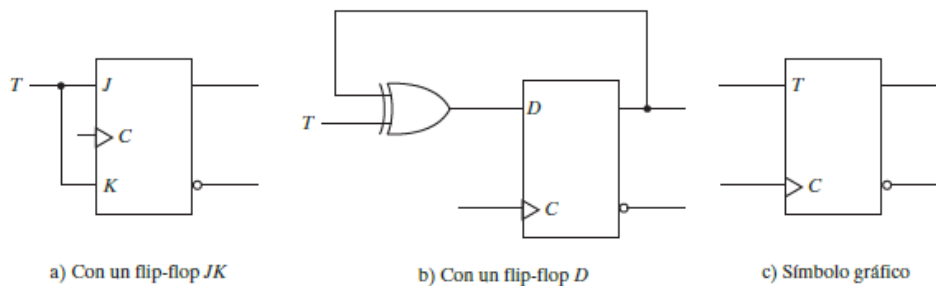 T
J
C
K
a) Con un flip-flop JK
T
D
C
b) Con un flip-flop D
T
C
c) Símbolo gráfico